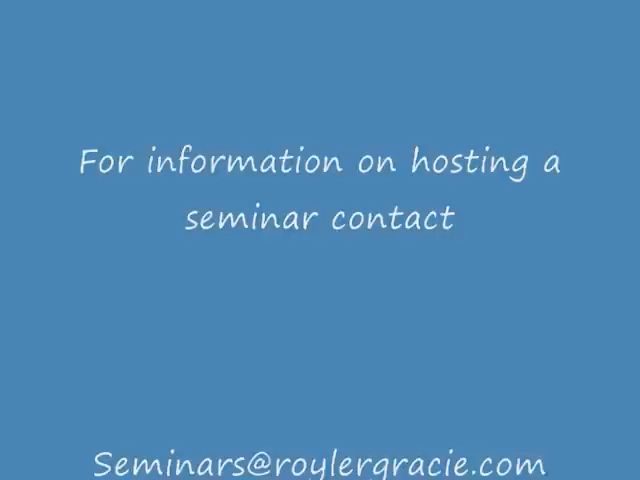 For information on hosting a
seminar contact
Seminars@roylergracie.com